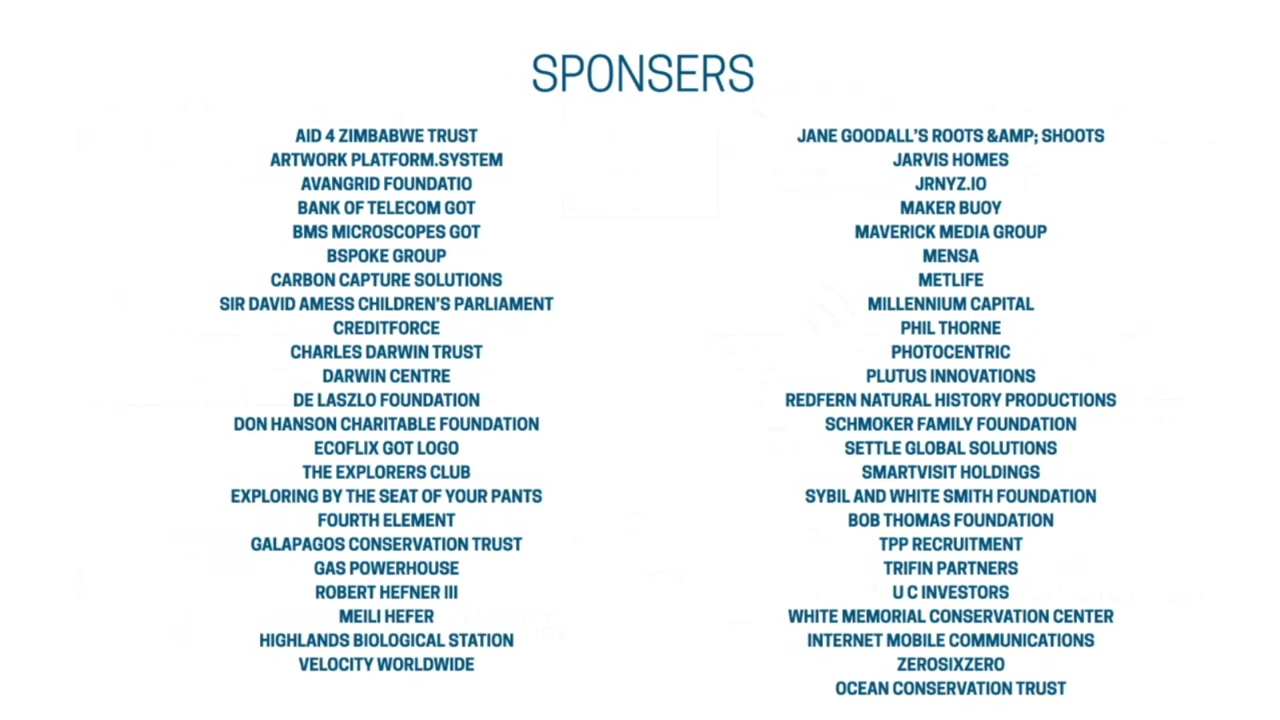 SPONSERS
AID 4 ZIMBABWE TRUST
ARTWORK PLATFORM.SYSTEM
AVANGRID FOUNDATIO
BANK OF TELECOM GOT
BMS MICROSCOPES GOT
BSPOKE GROUP
CARBON CAPTURE SOLUTIONS
SIR DAVID AMESS CHILDREN'S PARLIAMENT
CREDITFORCE
CHARLES DARWIN TRUST
DARWIN CENTRE
DE LASZLO FOUNDATION
DON HANSON CHARITABLE FOUNDATION
ECOFLIX GOT LOGO
THE EXPLORERS CLUB
EXPLORING BY THE SEAT OF YOUR PANTS
FOURTH ELEMENT
GALAPAGOS CONSERVATION TRUST
GAS POWERHOUSE
ROBERT HEFNER III
MEILI HEFER
HIGHLANDS BIOLOGICAL STATION
VELOCITY WORLDWIDE
JANE GOODALL'S ROOTS &AMP; SHOOTS
JARVIS HOMES
JRNYZ.IO
MAKER BUOY
MAVERICK MEDIA GROUP
MENSA
METLIFE
MILLENNIUM CAPITAL
PHIL THORNE
PHOTOCENTRIC
PLUTUS INNOVATIONS
REDFERN NATURAL HISTORY PRODUCTIONS
SCHMOKER FAMILY FOUNDATION
SETTLE GLOBAL SOLUTIONS
SMARTVISIT HOLDINGS
SYBIL AND WHITE SMITH FOUNDATION
BOB THOMAS FOUNDATION
TPP RECRUITMENT
TRIFIN PARTNERS
U C INVESTORS
WHITE MEMORIAL CONSERVATION CENTER
INTERNET MOBILE COMMUNICATIONS
ZEROSIXZERO
OCEAN CONSERVATION TRUST